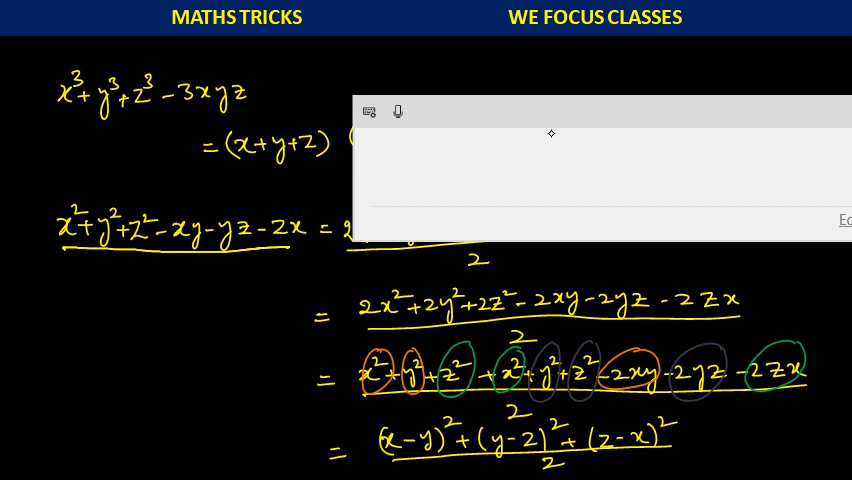 MATHS TRICKS WE FOCUS CLASSES
x³+y³+z³-3xyz
=(x+y+z)
x²+y²+z²-xy-yz-zx =
2
= 2x²+2y²+2z²-2xy-2yz-2zx
2
= x²+y²+z²+x²+y²+z²-2xy-2yz-2zx
2
= (x-y)²+(y-z)²+(z-x)²
2